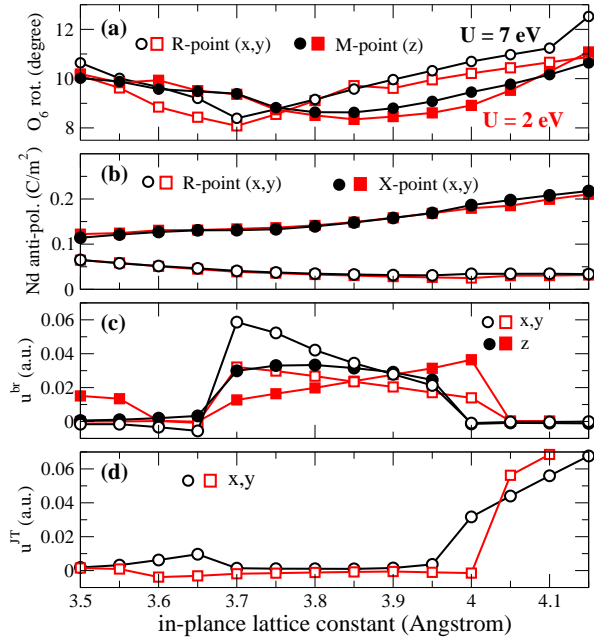 (a)
R-point (x,y)
M-point (z)
U = 7 eV
U = 2 eV
O6 rot. (degree)
12
10
8
(b)
R-point (x,y)
X-point (x,y)
Nd anti-pol. (C/m²)
0.2
0.1
0
(c)
x,y
z
u^br (a.u.)
0.06
0.04
0.02
0
(d)
x,y
u^JT (a.u.)
0.06
0.04
0.02
0
3.5 3.6 3.7 3.8 3.9 4 4.1
in-plance lattice constant (Angstrom)